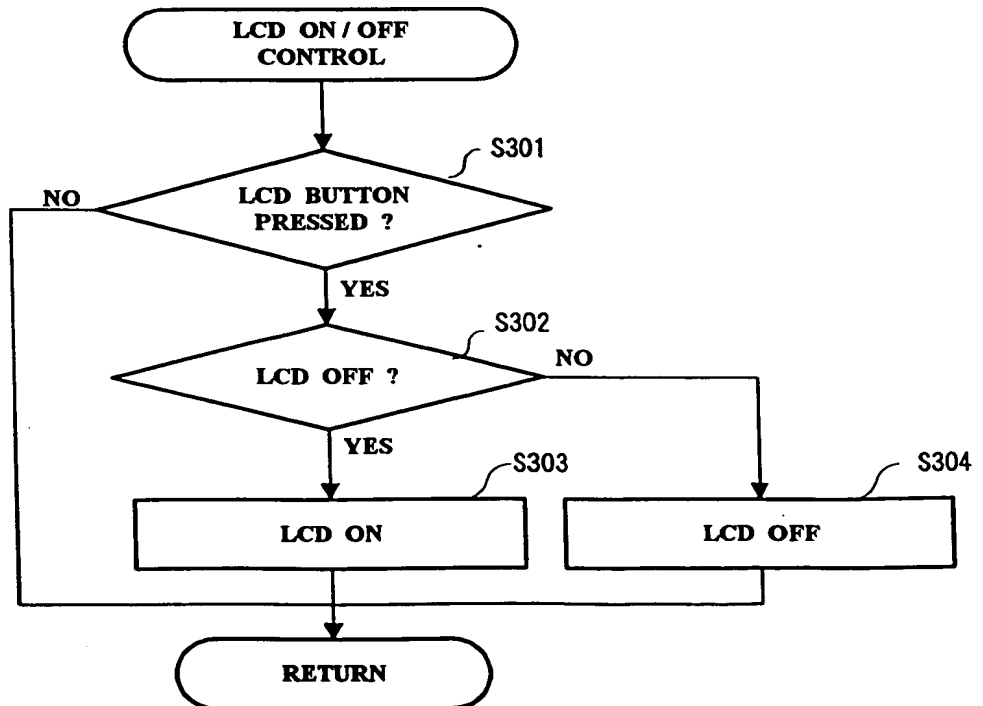 LCD ON / OFF
CONTROL
S301
NO
LCD BUTTON
PRESSED ?
YES
S302
NO
LCD OFF ?
YES
S303
S304
LCD ON
LCD OFF
RETURN